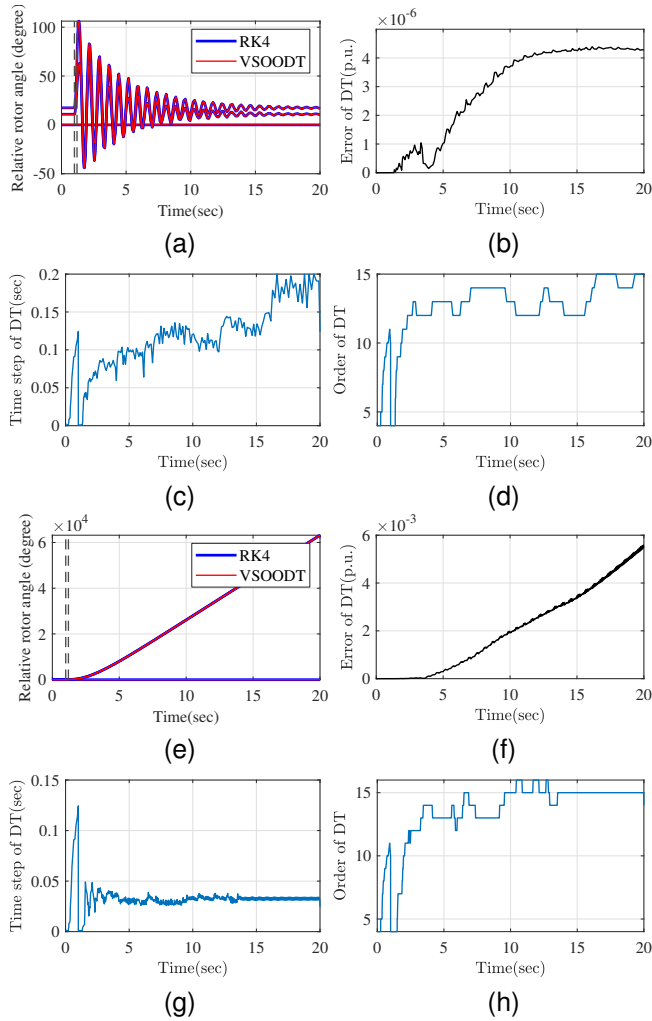 Relative rotor angle (degree)
100
50
0
-50
0
5
10
15
20
Time(sec)
RK4
VSOODT
(a)
×10⁻⁶
Error of DT(p.u.)
4
2
0
0
5
10
15
20
Time(sec)
(b)
Time step of DT(sec)
0.2
0.15
0.1
0.05
0
0
5
10
15
20
Time(sec)
(c)
Order of DT
15
10
5
0
5
10
15
20
Time(sec)
(d)
×10⁴
Relative rotor angle (degree)
6
4
2
0
0
5
10
15
20
Time(sec)
RK4
VSOODT
(e)
×10⁻³
Error of DT(p.u.)
6
4
2
0
0
5
10
15
20
Time(sec)
(f)
Time step of DT(sec)
0.15
0.1
0.05
0
0
5
10
15
20
Time(sec)
(g)
Order of DT
15
10
5
0
5
10
15
20
Time(sec)
(h)